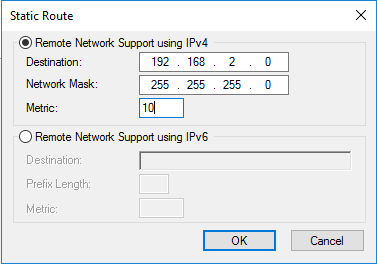 Static Route
Remote Network Support using IPv4
Destination: 192 . 168 . 2 . 0
Network Mask: 255 . 255 . 255 . 0
Metric: 10
Remote Network Support using IPv6
Destination:
Prefix Length:
Metric:
OK Cancel